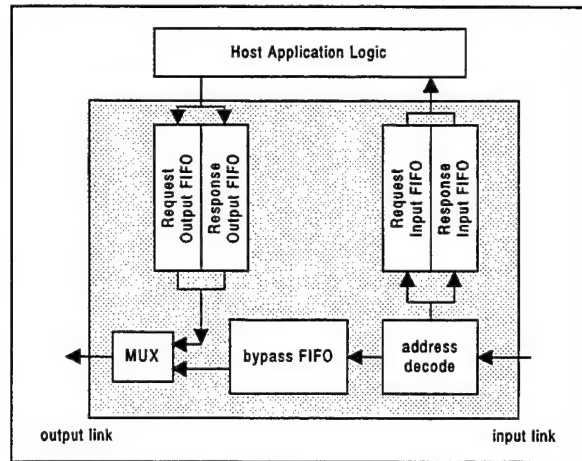 Host Application Logic
Request
Output FIFO
Response
Output FIFO
Request
Input FIFO
Response
Input FIFO
MUX
bypass FIFO
address
decode
output link
input link